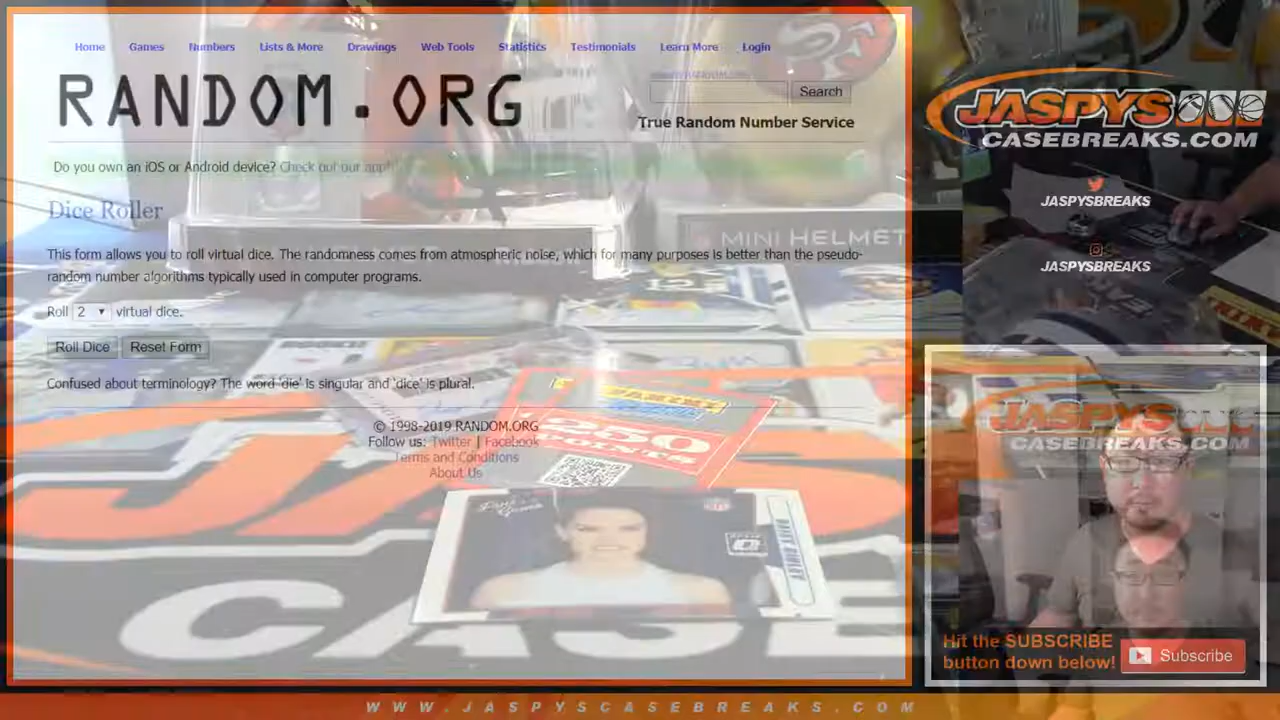 Home Games Numbers Lists & More Drawings Web Tools Statistics Testimonials Learn More Login
RANDOM.ORG
Search
True Random Number Service
Do you own an iOS or Android device? Check out our app!
Dice Roller
MINI HELMET
This form allows you to roll virtual dice. The randomness comes from atmospheric noise, which for many purposes is better than the pseudo-
random number algorithms typically used in computer programs.
Roll 2 virtual dice.
Roll Dice Reset Form
Confused about terminology? The word 'die' is singular and 'dice' is plural.
© 1998-2019 RANDOM.ORG
Follow us: Twitter | Facebook
Terms and Conditions
About Us
PANINI
250
POINTS
JASPYS
CASEBREAKS.COM
JASPYSBREAKS
JASPYSBREAKS
JASPYS
CASEBREAKS.COM
Hit the SUBSCRIBE
button down below!
Subscribe
WWW.JASPYSCASEBREAKS.COM